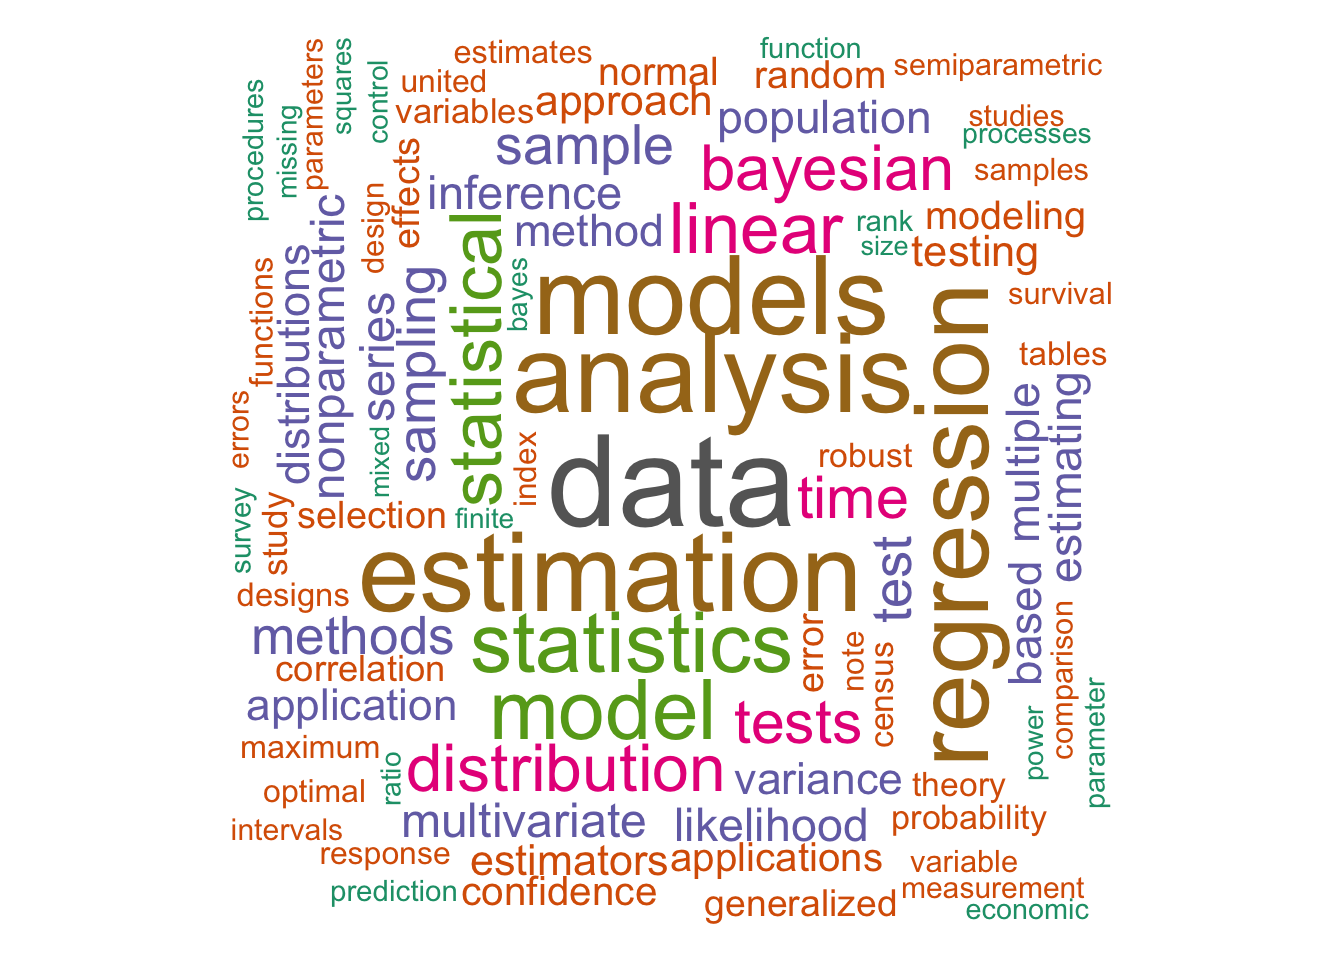 function
estimates
semiparametric
normal
random
united
approach
variables
population
studies
processes
sample
bayesian
samples
procedures
missing
parameters
squares
control
effects
inference
method
linear
rank
modeling
size
testing
design
nonparametric
distributions
functions
series
sampling
statistical
bayes
models
survival
analysis
tables
regression
multiple
estimating
errors
mixed
index
data
robust
time
survey
study
selection
finite
test
based
estimation
designs
methods
statistics
error
note
census
comparison
correlation
application
model
tests
power
parameter
maximum
ratio
distribution
variance
theory
optimal
intervals
multivariate
likelihood
probability
response
estimators
applications
variable
prediction
confidence
generalized
measurement
economic